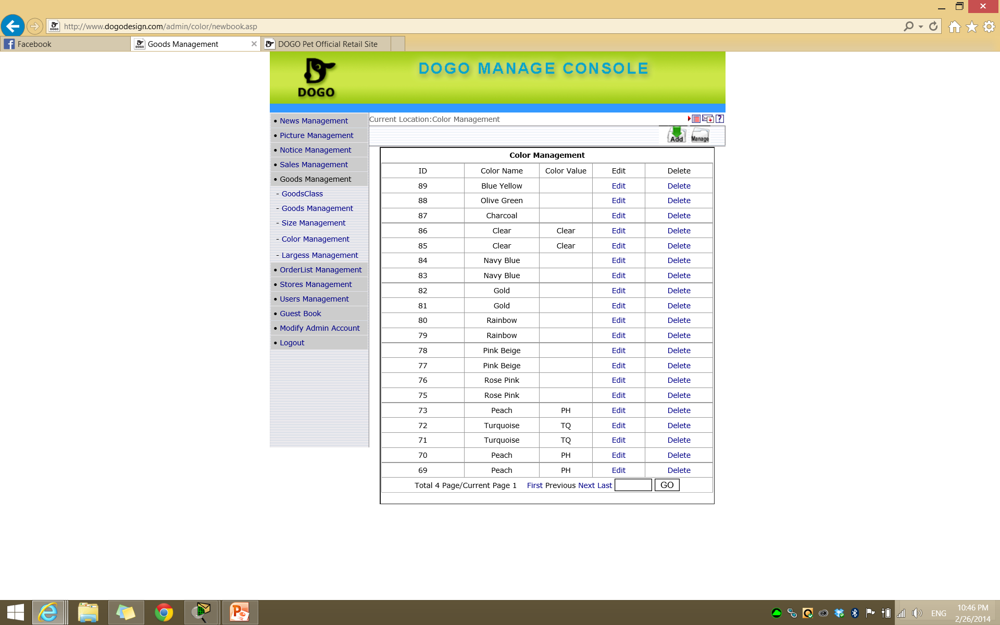 http://www.dogodesign.com/admin/color/newbook.asp
Facebook
Goods Management
DOGO Pet Official Retail Site
DOGO
DOGO MANAGE CONSOLE
• News Management
• Picture Management
• Notice Management
• Sales Management
• Goods Management
- GoodsClass
- Goods Management
- Size Management
- Color Management
- Largess Management
• OrderList Management
• Stores Management
• Users Management
• Guest Book
• Modify Admin Account
• Logout
Current Location:Color Management
Add Manage
Color Management
ID Color Name Color Value Edit Delete
89 Blue Yellow Edit Delete
88 Olive Green Edit Delete
87 Charcoal Edit Delete
86 Clear Clear Edit Delete
85 Clear Clear Edit Delete
84 Navy Blue Edit Delete
83 Navy Blue Edit Delete
82 Gold Edit Delete
81 Gold Edit Delete
80 Rainbow Edit Delete
79 Rainbow Edit Delete
78 Pink Beige Edit Delete
77 Pink Beige Edit Delete
76 Rose Pink Edit Delete
75 Rose Pink Edit Delete
73 Peach PH Edit Delete
72 Turquoise TQ Edit Delete
71 Turquoise TQ Edit Delete
70 Peach PH Edit Delete
69 Peach PH Edit Delete
Total 4 Page/Current Page 1 First Previous Next Last GO
ENG
10:46 PM
2/26/2014